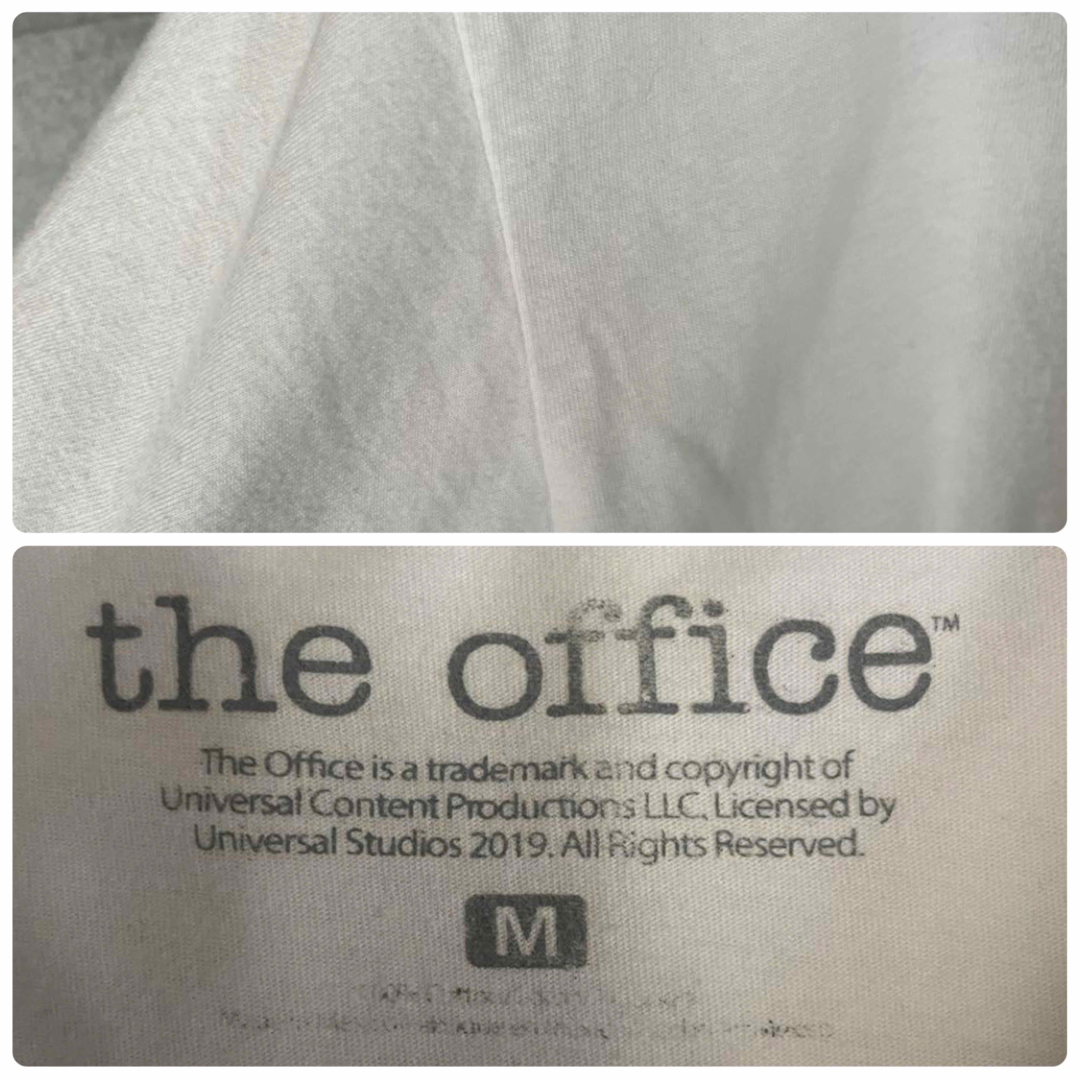 the office™
The Office is a trademark and copyright of
Universal Content Productions LLC. Licensed by
Universal Studios 2019. All Rights Reserved.
M